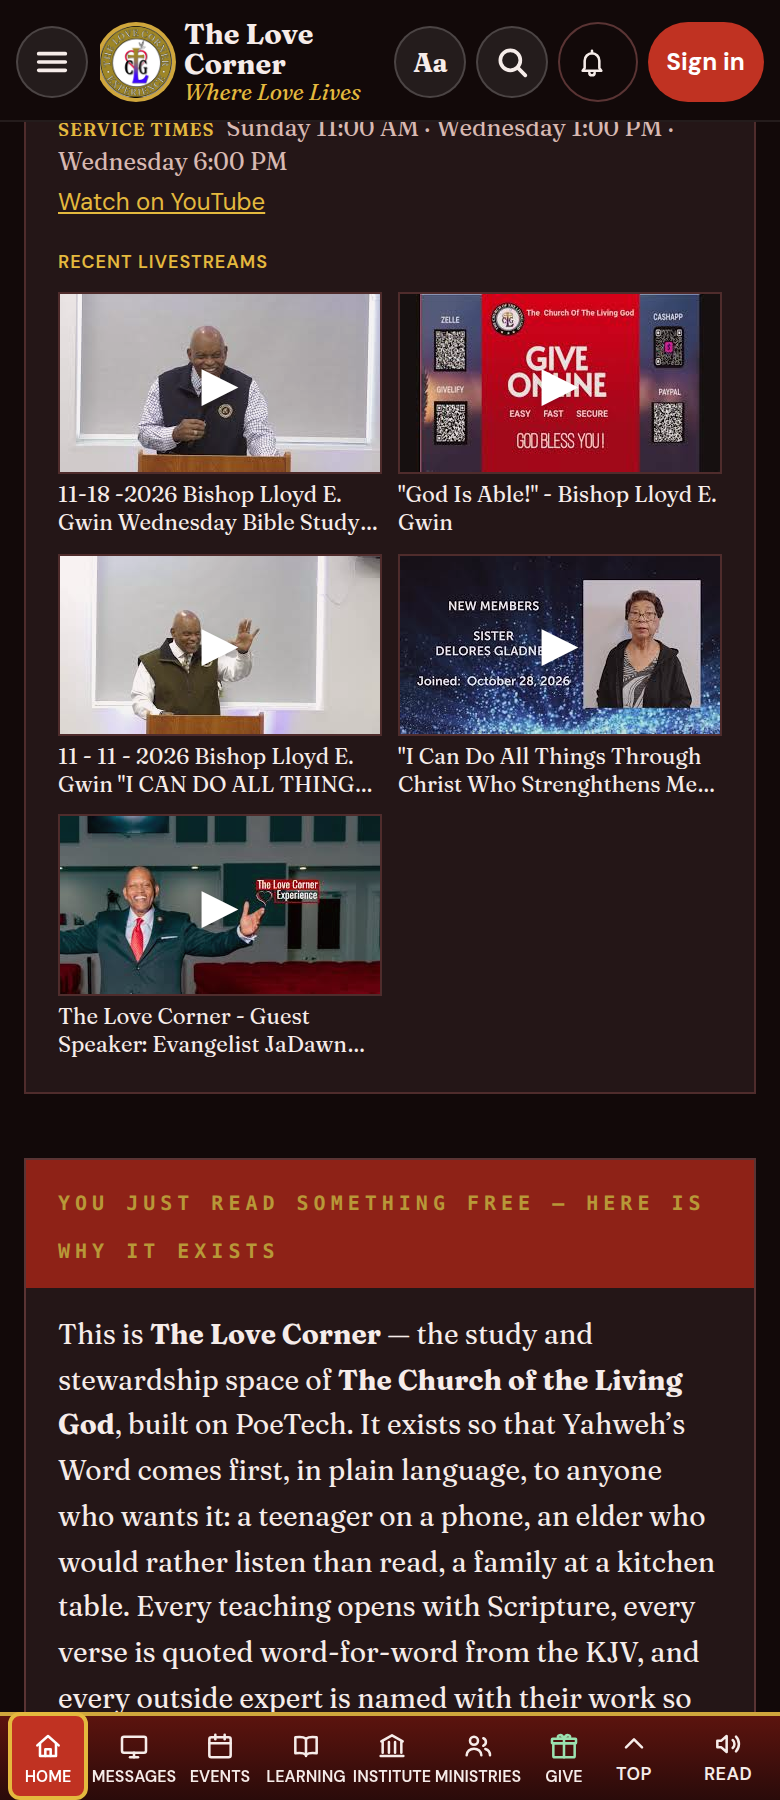 The Love
Corner
Where Love Lives
Aa
Sign in
SERVICE TIMES Sunday 11:00 AM · Wednesday 1:00 PM ·
Wednesday 6:00 PM
Watch on YouTube
RECENT LIVESTREAMS
ZELLE
GIVELIFY
The Church Of The Living God
GIVE
ONLINE
EASY FAST SECURE
GOD BLESS YOU!
CASHAPP
PAYPAL
11-18 -2026 Bishop Lloyd E.
Gwin Wednesday Bible Study...
"God Is Able!" - Bishop Lloyd E.
Gwin
NEW MEMBERS
SISTER
DELORES
Joined: October 28, 2026
11 - 11 - 2026 Bishop Lloyd E.
Gwin "I CAN DO ALL THING...
"I Can Do All Things Through
Christ Who Strenghthens Me...
The Love Corner
Experience
The Love Corner - Guest
Speaker: Evangelist JaDawn...
YOU JUST READ SOMETHING FREE — HERE IS
WHY IT EXISTS
This is The Love Corner — the study and
stewardship space of The Church of the Living
God, built on PoeTech. It exists so that Yahweh’s
Word comes first, in plain language, to anyone
who wants it: a teenager on a phone, an elder who
would rather listen than read, a family at a kitchen
table. Every teaching opens with Scripture, every
verse is quoted word-for-word from the KJV, and
every outside expert is named with their work so
HOME MESSAGES EVENTS LEARNING INSTITUTE MINISTRIES GIVE TOP READ